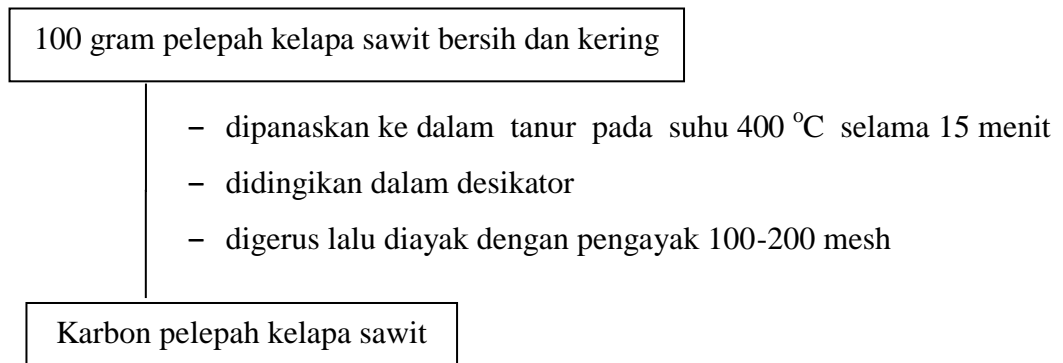 100 gram pelepah kelapa sawit bersih dan kering
– dipanaskan ke dalam tanur pada suhu 400 °C selama 15 menit
– didingikan dalam desikator
– digerus lalu diayak dengan pengayak 100-200 mesh
Karbon pelepah kelapa sawit